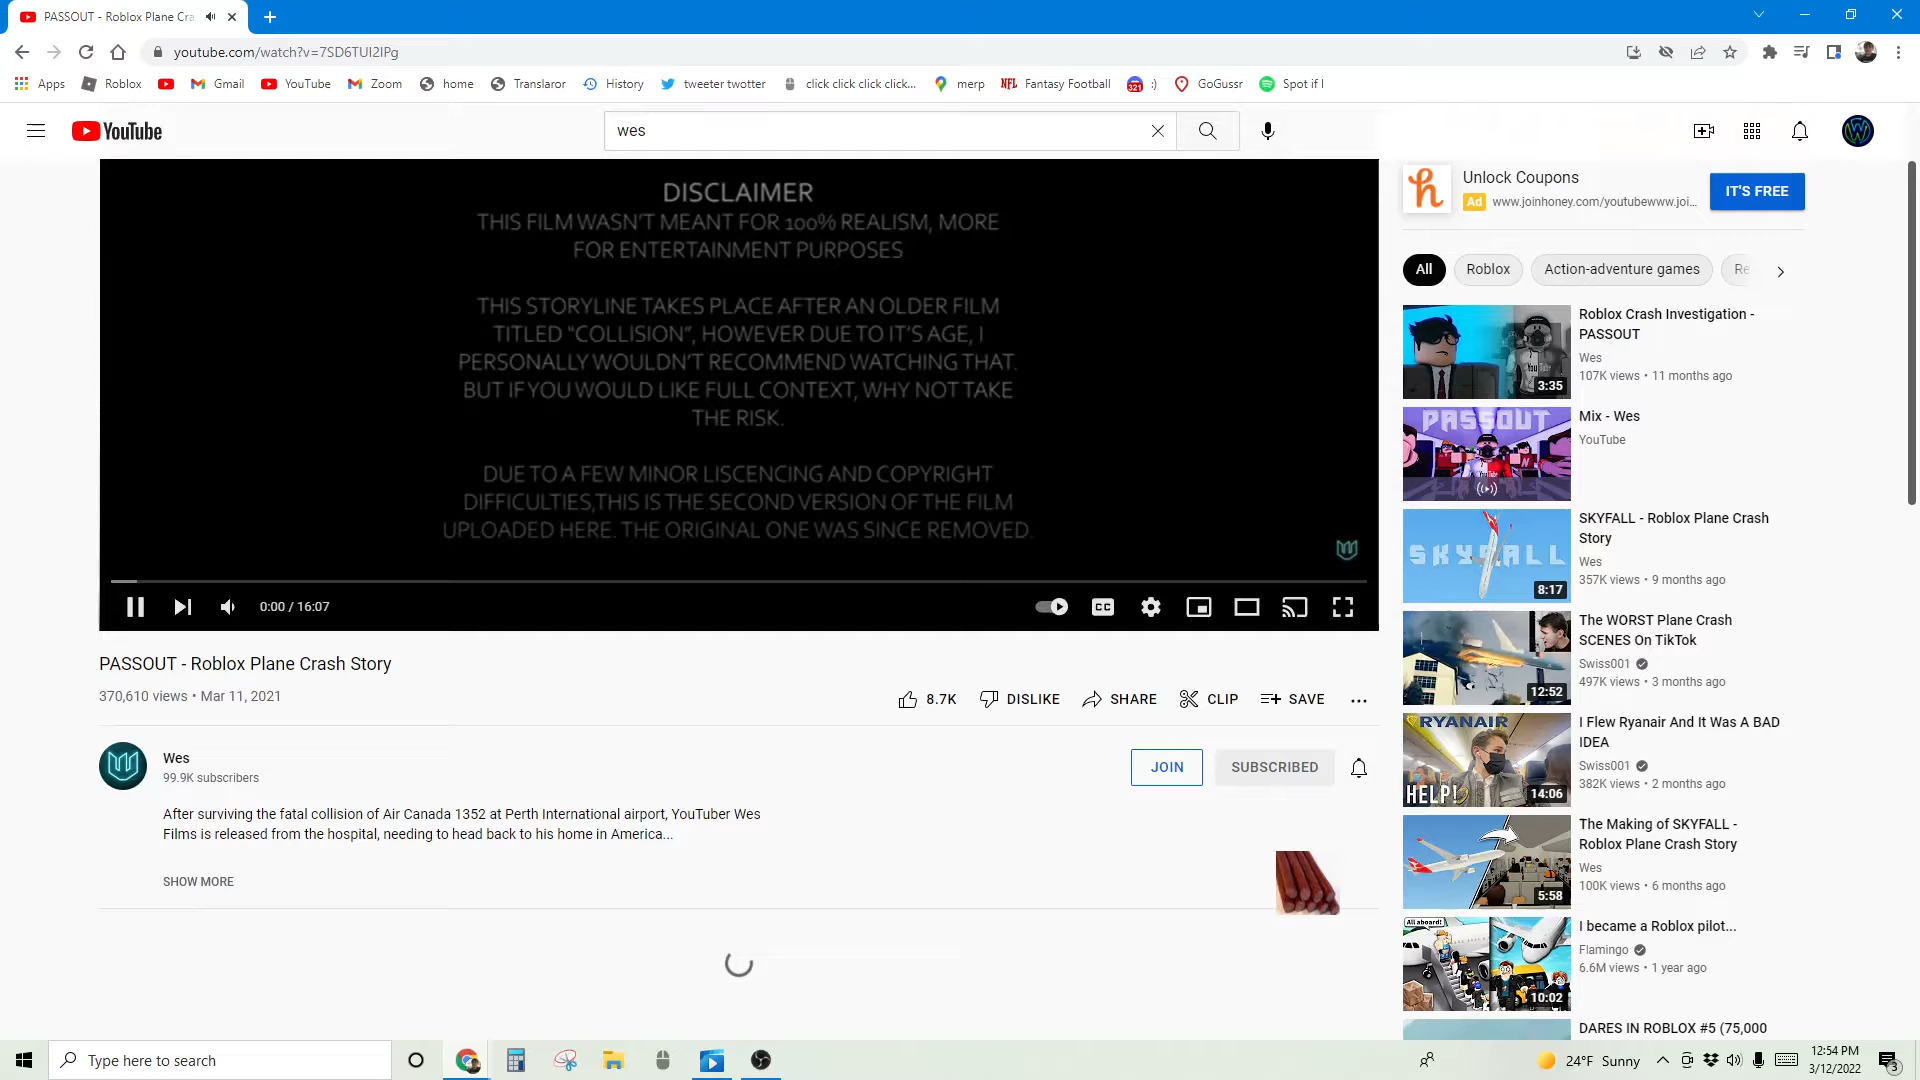 PASSOUT - Roblox Plane Cra
youtube.com/watch?v=7SD6TUI2IPg
Apps Roblox Gmail YouTube Zoom home Translaror History tweeter twotter click click click click... merp NFL Fantasy Football 321 :) GoGussr Spot if I
YouTube
wes
DISCLAIMER
THIS FILM WASN'T MEANT FOR 100% REALISM, MORE
FOR ENTERTAINMENT PURPOSES
THIS STORYLINE TAKES PLACE AFTER AN OLDER FILM
TITLED "COLLISION", HOWEVER DUE TO IT'S AGE, I
PERSONALLY WOULDN'T RECOMMEND WATCHING THAT.
BUT IF YOU WOULD LIKE FULL CONTEXT, WHY NOT TAKE
THE RISK.
DUE TO A FEW MINOR LISCENCING AND COPYRIGHT
DIFFICULTIES,THIS IS THE SECOND VERSION OF THE FILM
UPLOADED HERE. THE ORIGINAL ONE WAS SINCE REMOVED.
0:00 / 16:07
CC
PASSOUT - Roblox Plane Crash Story
370,610 views • Mar 11, 2021
8.7K DISLIKE SHARE CLIP SAVE
Wes
99.9K subscribers
JOIN SUBSCRIBED
After surviving the fatal collision of Air Canada 1352 at Perth International airport, YouTuber Wes
Films is released from the hospital, needing to head back to his home in America...
SHOW MORE
Unlock Coupons
Ad www.joinhoney.com/youtubewww.joi...
IT'S FREE
All Roblox Action-adventure games Re
Roblox Crash Investigation -
PASSOUT
Wes
107K views • 11 months ago
3:35
PASSOUT
Mix - Wes
YouTube
SKYFALL
8:17
SKYFALL - Roblox Plane Crash
Story
Wes
357K views • 9 months ago
12:52
The WORST Plane Crash
SCENES On TikTok
Swiss001
497K views • 3 months ago
RYANAIR
HELP!
14:06
I Flew Ryanair And It Was A BAD
IDEA
Swiss001
382K views • 2 months ago
5:58
The Making of SKYFALL -
Roblox Plane Crash Story
Wes
100K views • 6 months ago
All aboard!
10:02
I became a Roblox pilot...
Flamingo
6.6M views • 1 year ago
DARES IN ROBLOX #5 (75,000
Type here to search
24°F Sunny
12:54 PM
3/12/2022
3